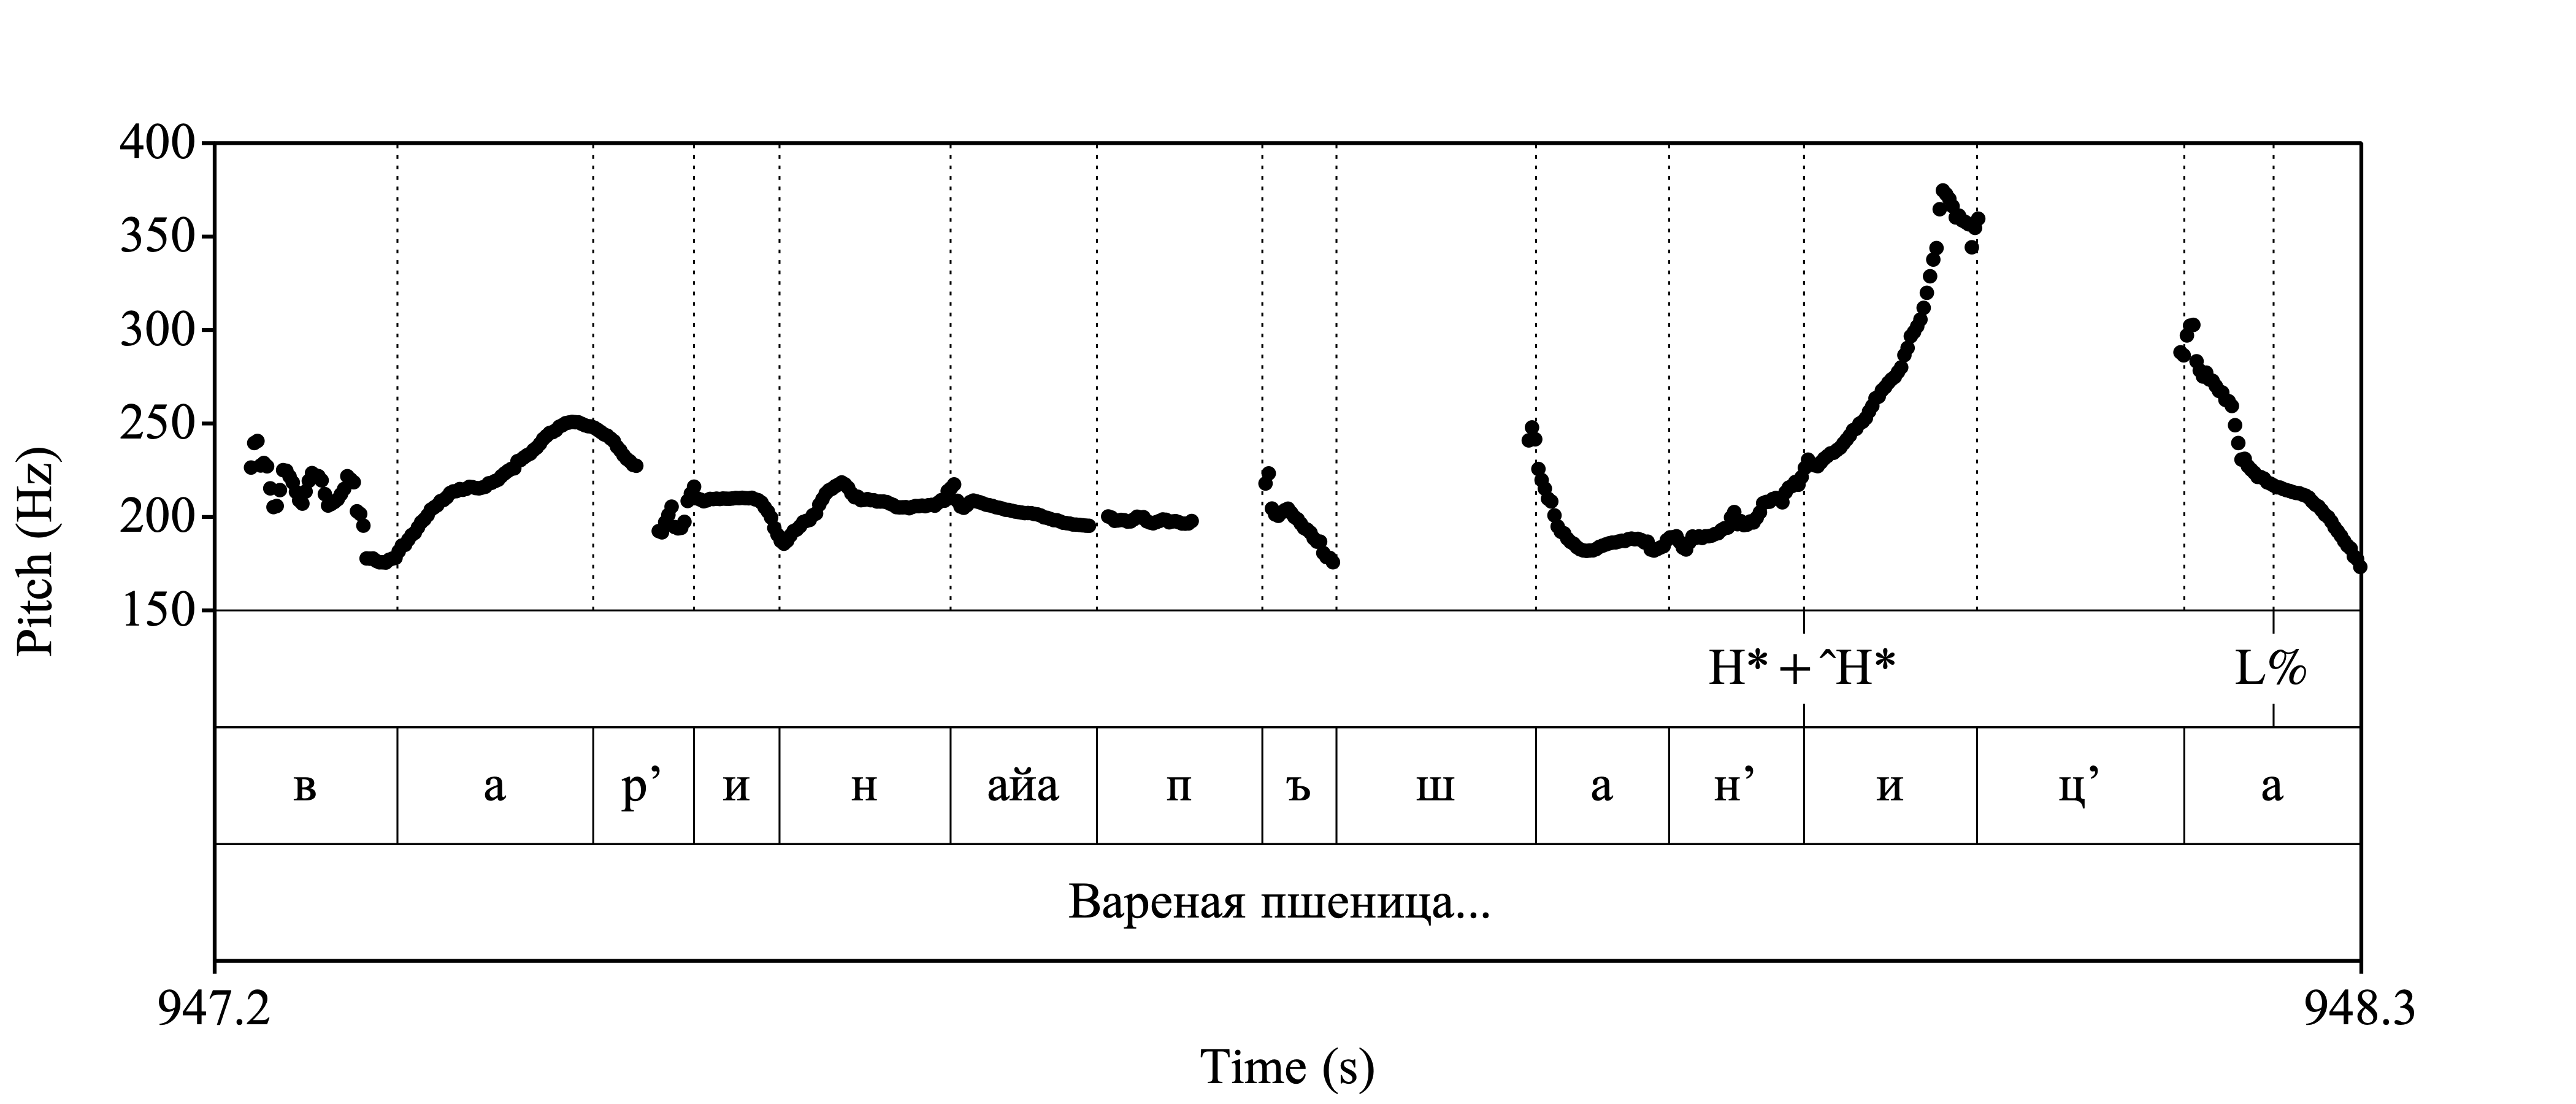 400
350
300
250
200
150
Pitch (Hz)
H* + ˆH* L%
в а р’ и н айа п ъ ш а н’ и ц’ а
Вареная пшеница...
947.2 948.3
Time (s)